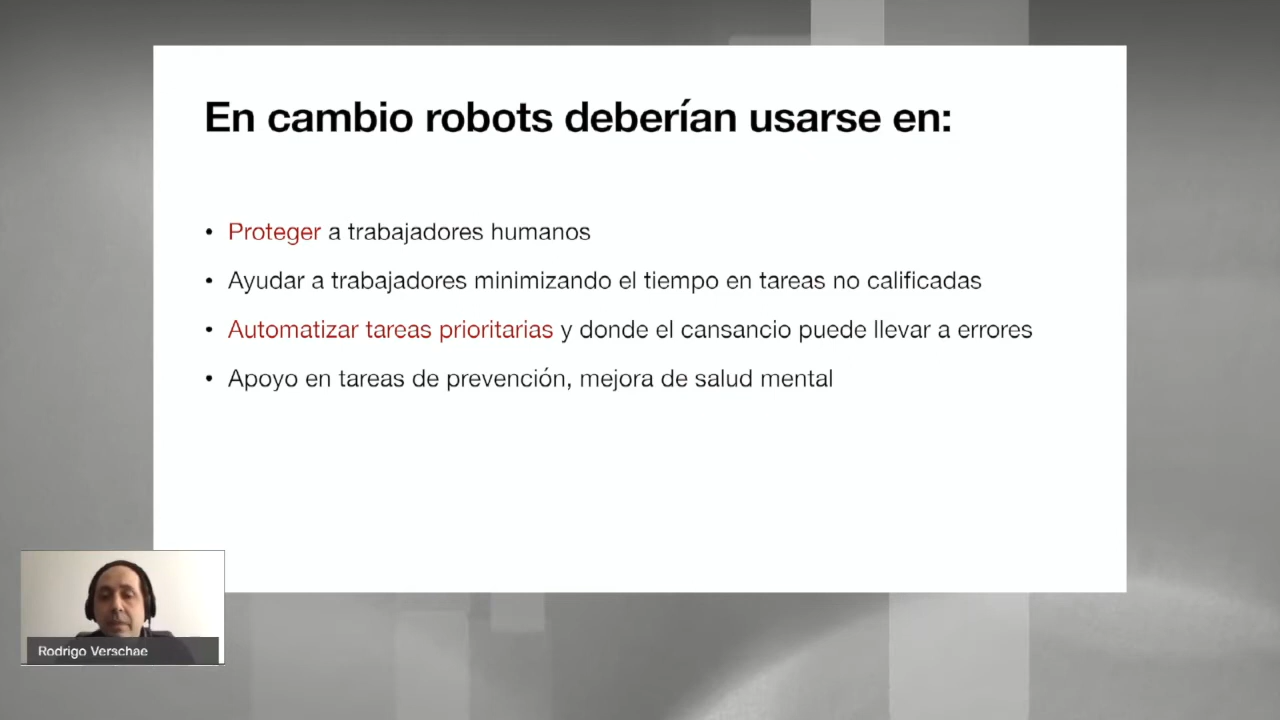 En cambio robots deberían usarse en:
• Proteger a trabajadores humanos
• Ayudar a trabajadores minimizando el tiempo en tareas no calificadas
• Automatizar tareas prioritarias y donde el cansancio puede llevar a errores
• Apoyo en tareas de prevención, mejora de salud mental
Rodrigo Verschae